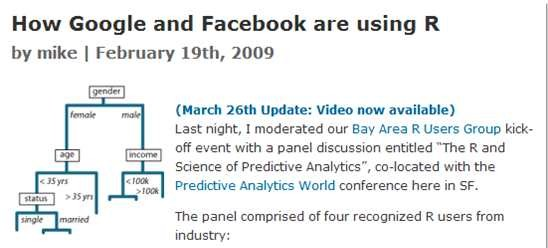 How Google and Facebook are using R
by mike | February 19th, 2009
gender
female
male
age
income
< 35 yrs
> 35 yrs
<100k
>100k
status
single
married
(March 26th Update: Video now available)
Last night, I moderated our Bay Area R Users Group kick-
off event with a panel discussion entitled “The R and
Science of Predictive Analytics”, co-located with the
Predictive Analytics World conference here in SF.
The panel comprised of four recognized R users from
industry: